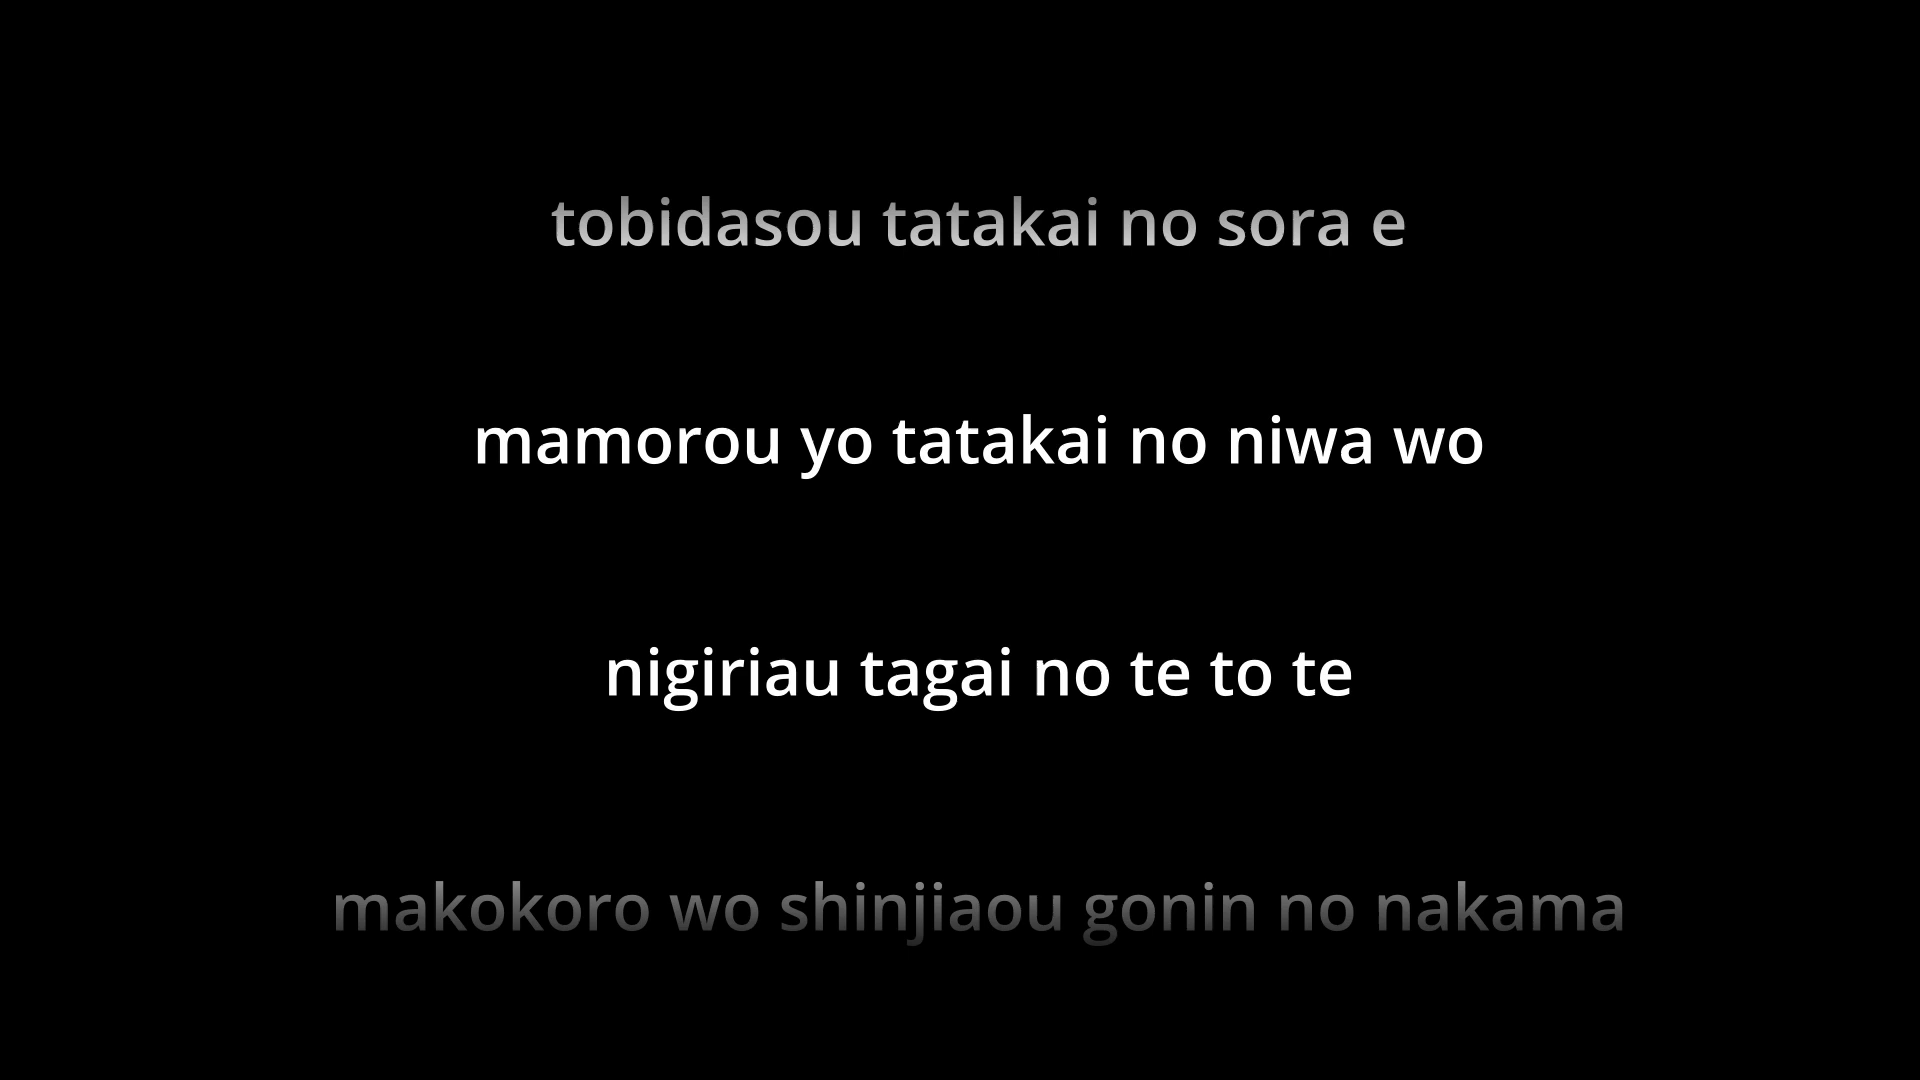 tobidasou tatakai no sora e
mamorou yo tatakai no niwa wo
nigiriau tagai no te to te
makokoro wo shinjiaou gonin no nakama